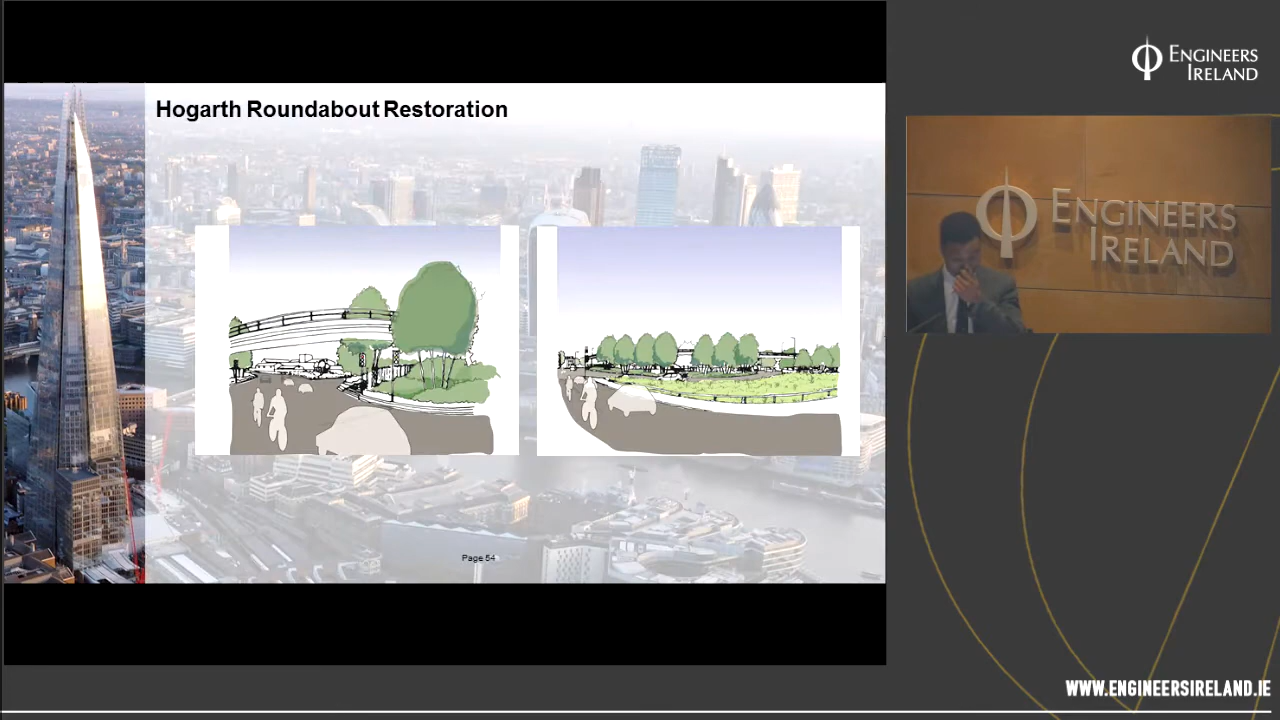 Hogarth Roundabout Restoration
Page 54
ENGINEERS
IRELAND
ENGINEERS
IRELAND
WWW.ENGINEERSIRELAND.IE